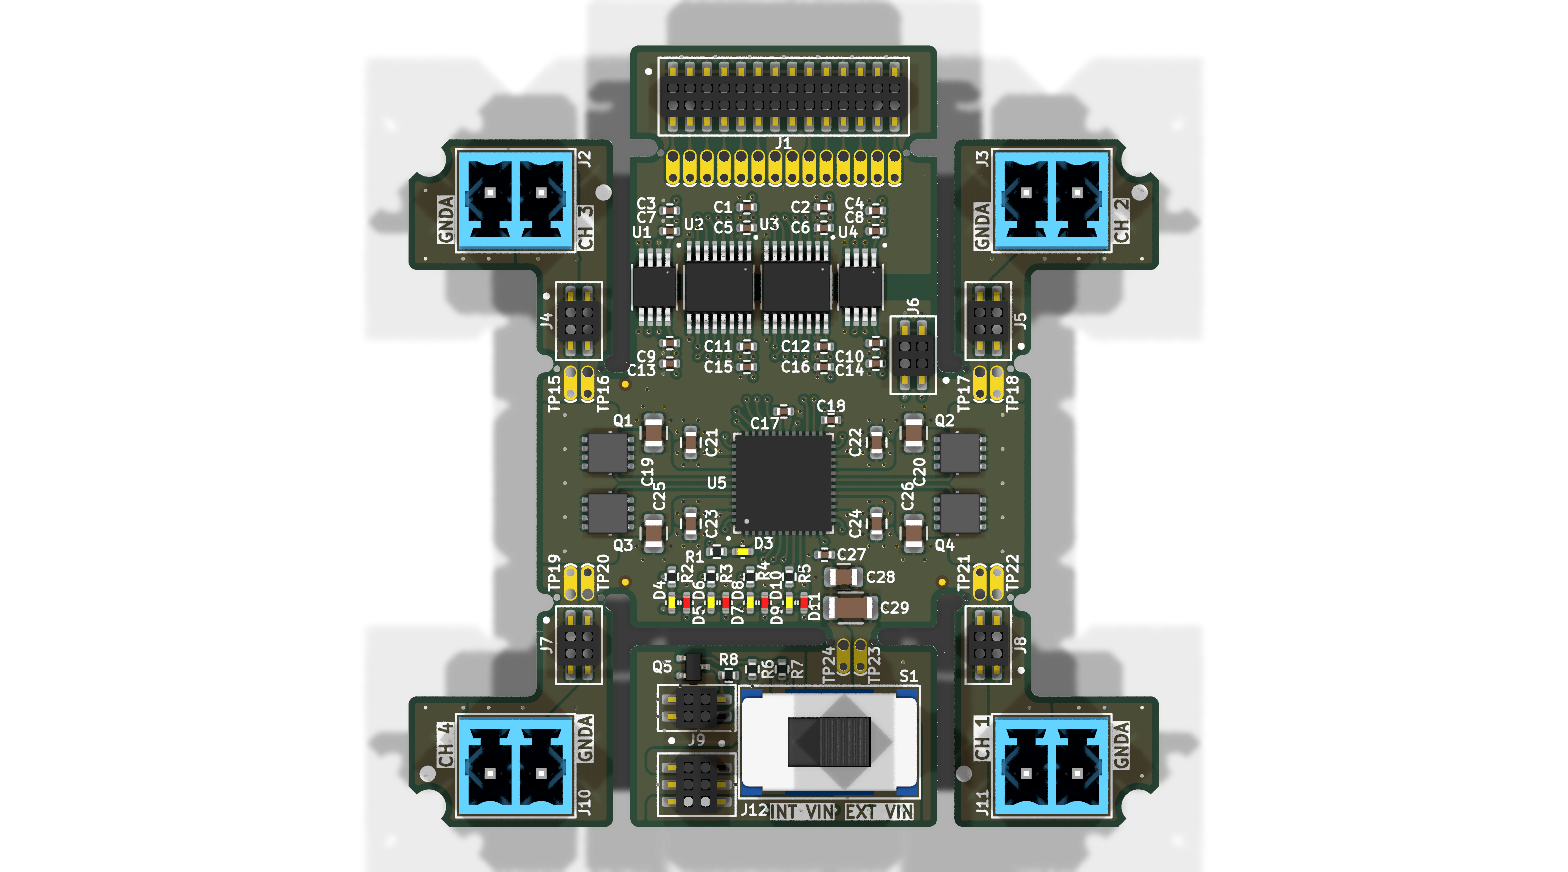 J1
J2
J3
GNDA
CH 3
GNDA
CH 2
C3
C1
C2
C4
C7
C5
C6
C8
U1
U2
U3
U4
J4
J6
J5
C9
C11
C12
C10
C13
C15
C16
C14
TP15
TP16
TP17
TP18
C17
C18
Q1
Q2
C21
C22
C19
C20
U5
C25
C26
C23
C24
Q3
Q4
R1
D3
C27
TP19
TP20
TP21
TP22
D4
R2
D6
R3
D8
R4
D10
R5
C28
D5
D7
D9
D11
C29
J7
J8
Q5
R8
R6
R7
TP24
TP23
S1
J9
CH 4
GNDA
CH 1
GNDA
J10
J12
INT VIN
EXT VIN
J11